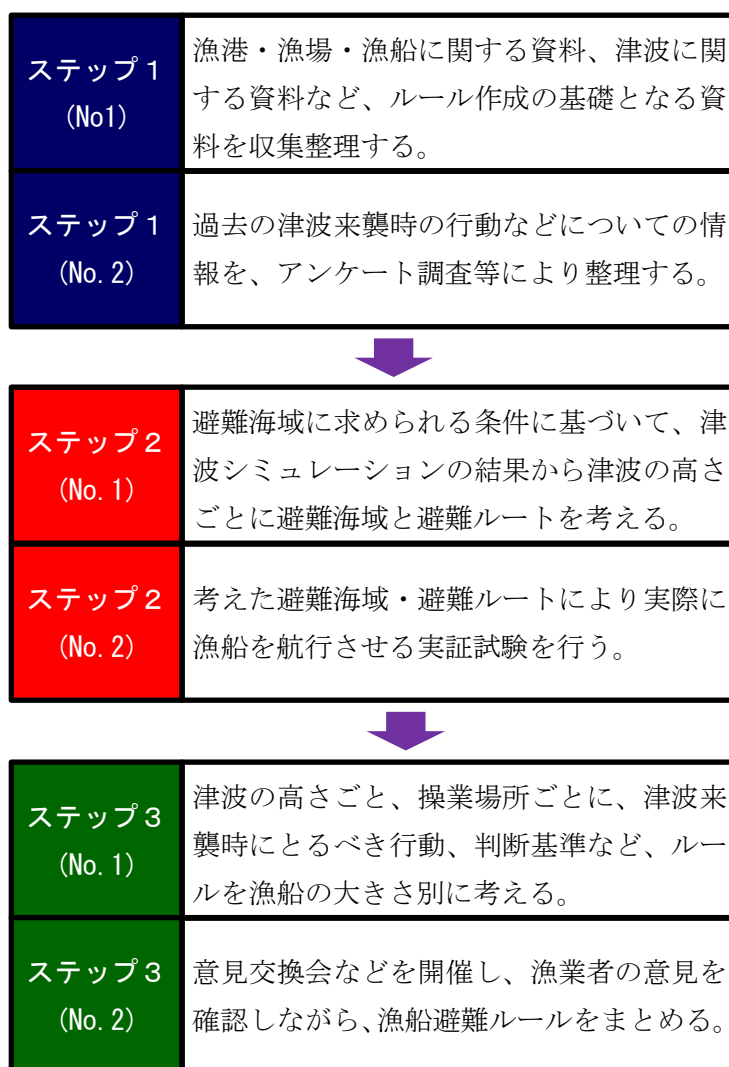 ステップ１
(No1)
漁港・漁場・漁船に関する資料、津波に関
する資料など、ルール作成の基礎となる資
料を収集整理する。
ステップ１
(No. 2)
過去の津波来襲時の行動などについての情
報を、アンケート調査等により整理する。
ステップ２
(No. 1)
避難海域に求められる条件に基づいて、津
波シミュレーションの結果から津波の高さ
ごとに避難海域と避難ルートを考える。
ステップ２
(No. 2)
考えた避難海域・避難ルートにより実際に
漁船を航行させる実証試験を行う。
ステップ３
(No. 1)
津波の高さごと、操業場所ごとに、津波来
襲時にとるべき行動、判断基準など、ルー
ルを漁船の大きさ別に考える。
ステップ３
(No. 2)
意見交換会などを開催し、漁業者の意見を
確認しながら、漁船避難ルールをまとめる。